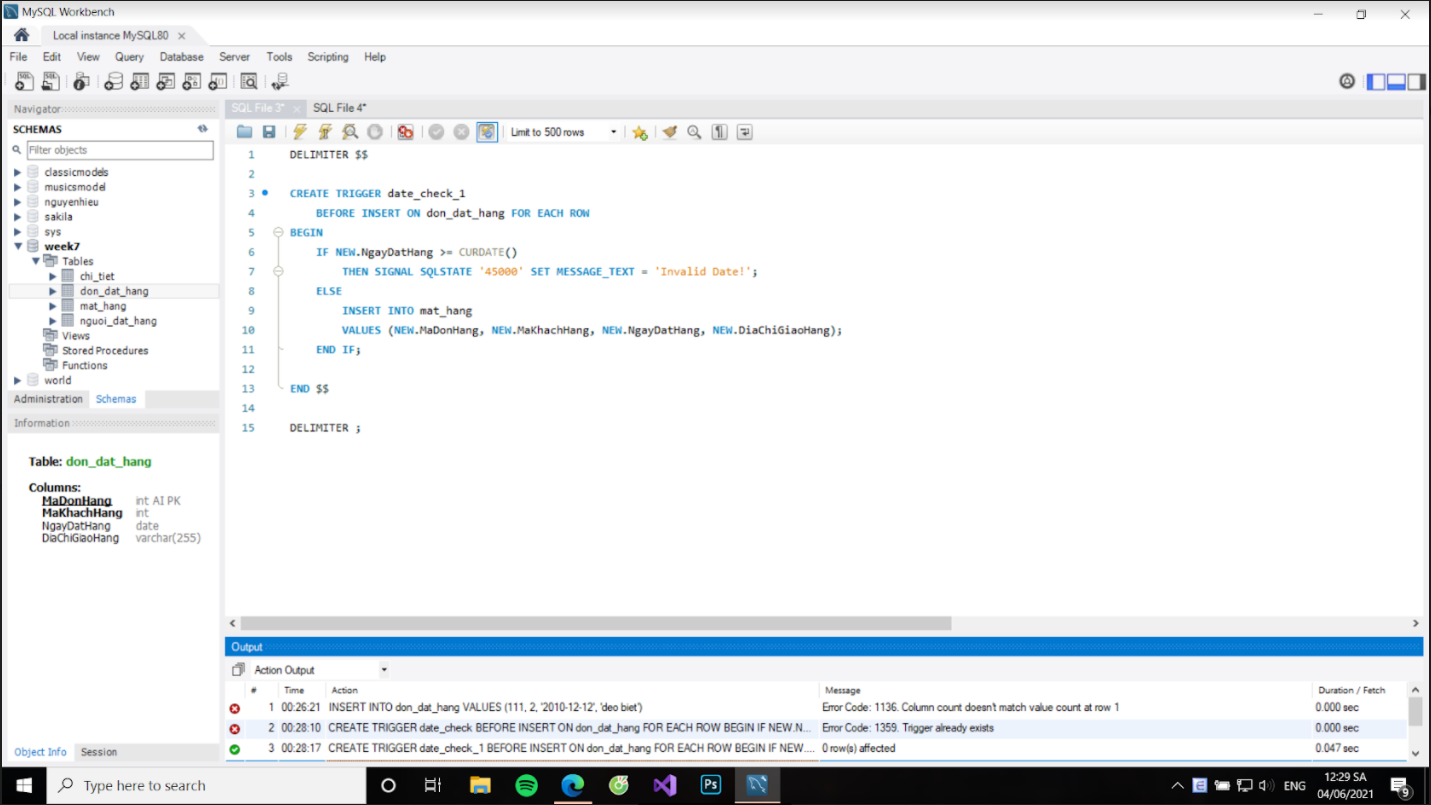 MySQL Workbench
Local instance MySQL80
File Edit View Query Database Server Tools Scripting Help
Navigator
SCHEMAS
Filter objects
classicmodels
musicsmodel
nguyenhieu
sakila
sys
week7
Tables
chi_tiet
don_dat_hang
mat_hang
nguoi_dat_hang
Views
Stored Procedures
Functions
world
Administration Schemas
Information
Table: don_dat_hang
Columns:
MaDonHang int AI PK
MaKhachHang int
NgayDatHang date
DiaChiGiaoHang varchar(255)
Object Info Session
SQL File 3* SQL File 4*
Limit to 500 rows
1 DELIMITER $$
2
3 CREATE TRIGGER date_check_1
4 BEFORE INSERT ON don_dat_hang FOR EACH ROW
5 BEGIN
6 IF NEW.NgayDatHang >= CURDATE()
7 THEN SIGNAL SQLSTATE '45000' SET MESSAGE_TEXT = 'Invalid Date!';
8 ELSE
9 INSERT INTO mat_hang
10 VALUES (NEW.MaDonHang, NEW.MaKhachHang, NEW.NgayDatHang, NEW.DiaChiGiaoHang);
11 END IF;
12
13 END $$
14
15 DELIMITER ;
Output
Action Output
# Time Action Message Duration / Fetch
1 00:26:21 INSERT INTO don_dat_hang VALUES (111, 2, '2010-12-12', 'deo biet') Error Code: 1136. Column count doesn't match value count at row 1 0.000 sec
2 00:28:10 CREATE TRIGGER date_check BEFORE INSERT ON don_dat_hang FOR EACH ROW BEGIN IF NEW.N... Error Code: 1359. Trigger already exists 0.000 sec
3 00:28:17 CREATE TRIGGER date_check_1 BEFORE INSERT ON don_dat_hang FOR EACH ROW BEGIN IF NEW.... 0 row(s) affected 0.047 sec
Type here to search
Ps
ENG
12:29 SA
04/06/2021
9